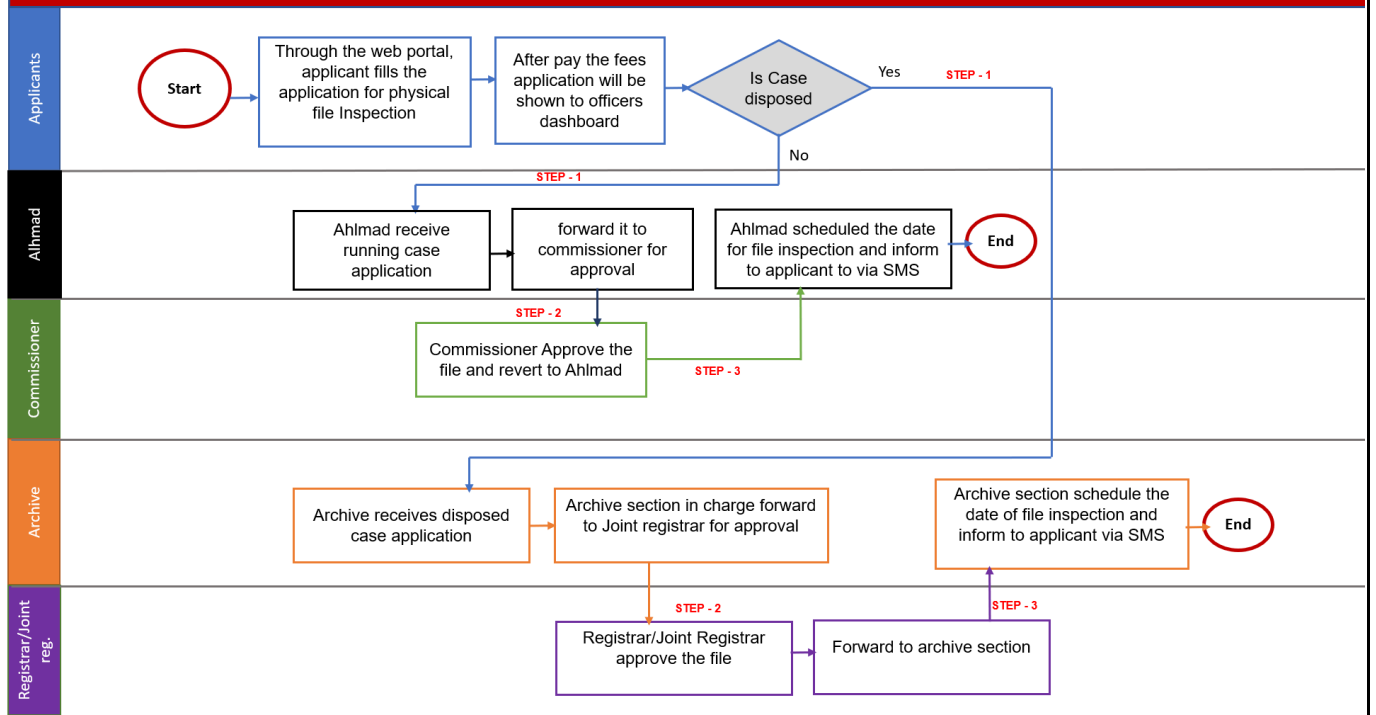 Applicants
Start
Through the web portal,
applicant fills the
application for physical
file Inspection
After pay the fees
application will be
shown to officers
dashboard
Is Case
disposed
Yes
STEP - 1
No
STEP - 1
Alhmad
Ahlmad receive
running case
application
forward it to
commissioner for
approval
Ahlmad scheduled the date
for file inspection and inform
to applicant to via SMS
End
Commissioner
STEP - 2
Commissioner Approve the
file and revert to Ahlmad
STEP - 3
Archive
Archive receives disposed
case application
Archive section in charge forward
to Joint registrar for approval
Archive section schedule the
date of file inspection and
inform to applicant via SMS
End
Registrar/Joint
reg.
STEP - 2
STEP - 3
Registrar/Joint Registrar
approve the file
Forward to archive section